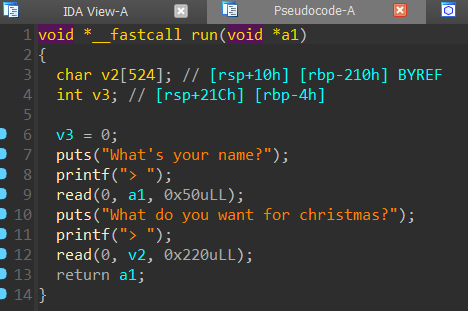 IDA View-A Pseudocode-A
1 void *__fastcall run(void *a1)
2 {
3   char v2[524]; // [rsp+10h] [rbp-210h] BYREF
4   int v3; // [rsp+21Ch] [rbp-4h]
5
6   v3 = 0;
7   puts("What's your name?");
8   printf("> ");
9   read(0, a1, 0x50uLL);
10   puts("What do you want for christmas?");
11   printf("> ");
12   read(0, v2, 0x220uLL);
13   return a1;
14 }